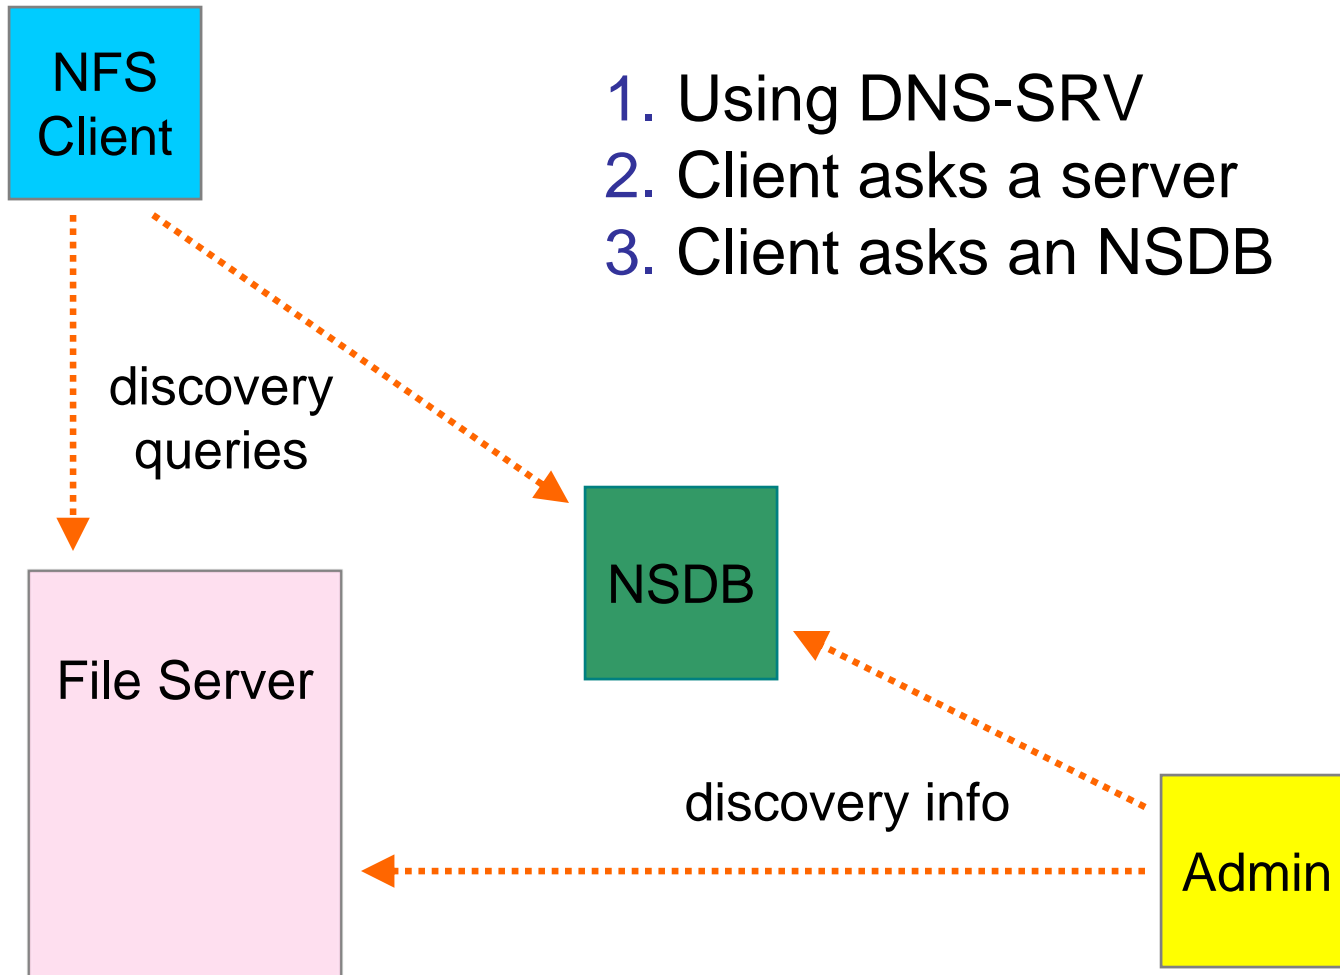 NFS
Client
1. Using DNS-SRV
2. Client asks a server
3. Client asks an NSDB
discovery
queries
NSDB
File Server
discovery info
Admin